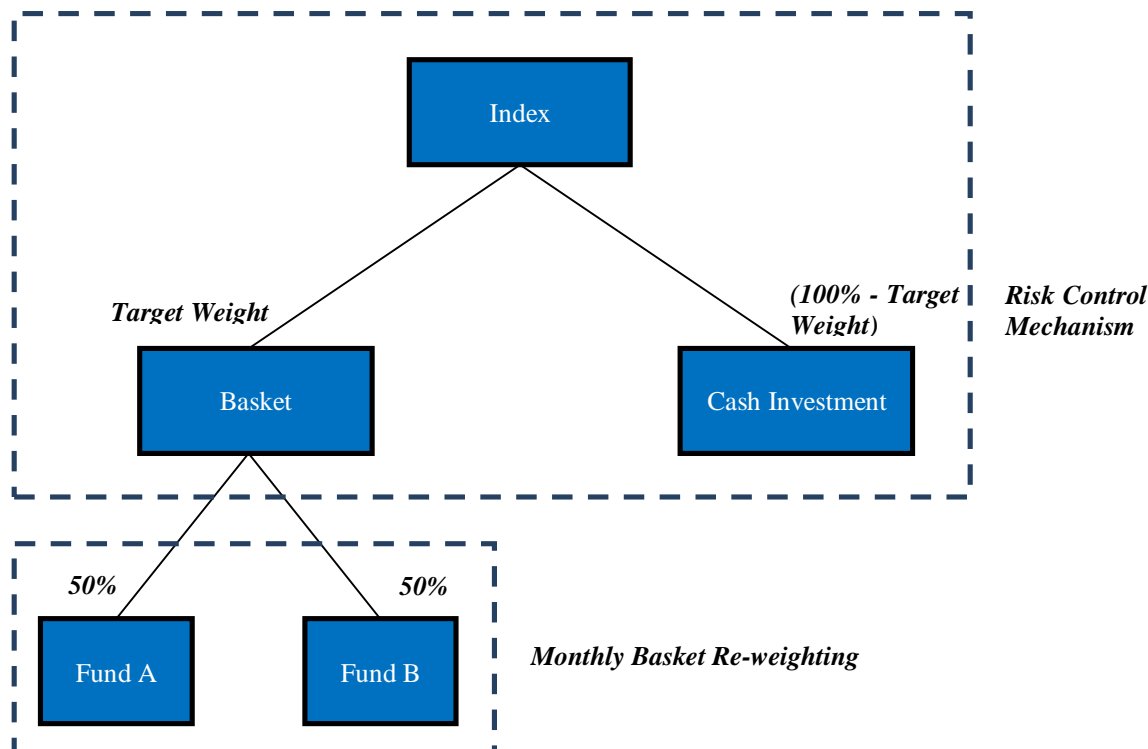 Index
Target Weight
(100% - Target
Weight)
Risk Control
Mechanism
Basket
Cash Investment
50%
50%
Fund A
Fund B
Monthly Basket Re-weighting